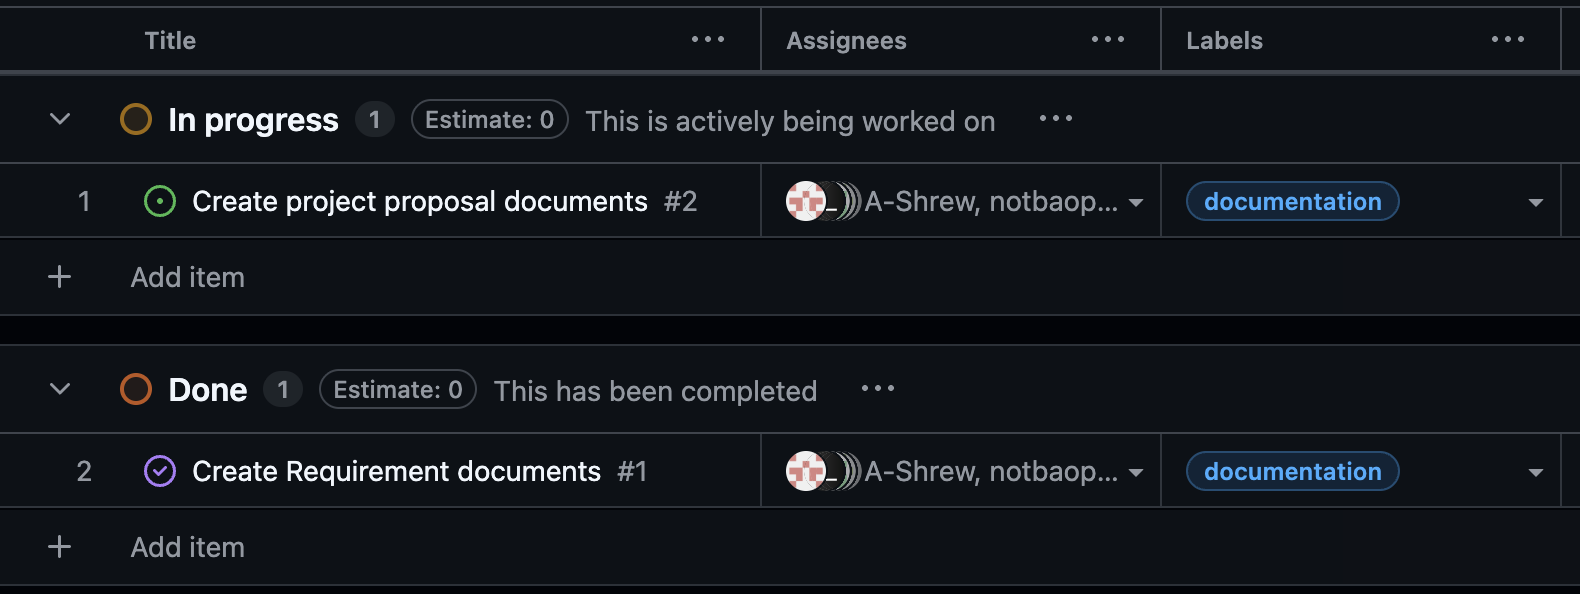 Title ... Assignees ... Labels ...
In progress 1 Estimate: 0 This is actively being worked on ...
1 Create project proposal documents #2 A-Shrew, notbaop... documentation
+ Add item
Done 1 Estimate: 0 This has been completed ...
2 Create Requirement documents #1 A-Shrew, notbaop... documentation
+ Add item